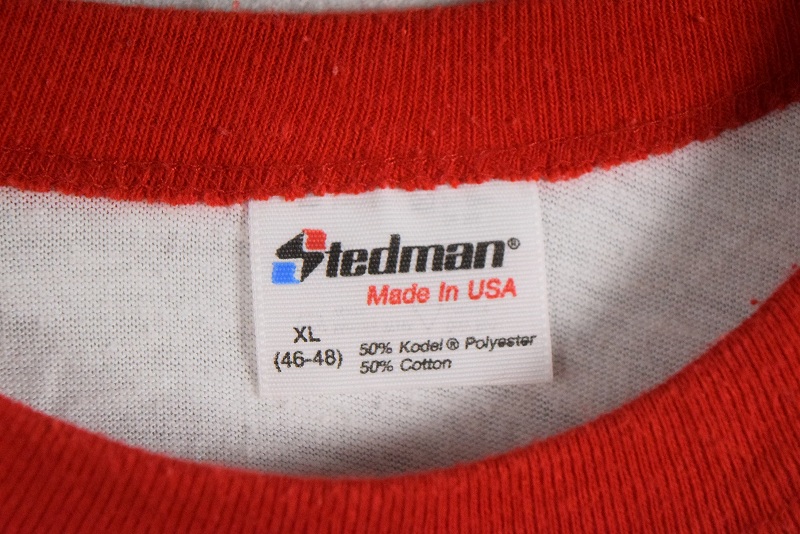 Stedman®
Made In USA
XL
(46-48)
50% Kodel® Polyester
50% Cotton